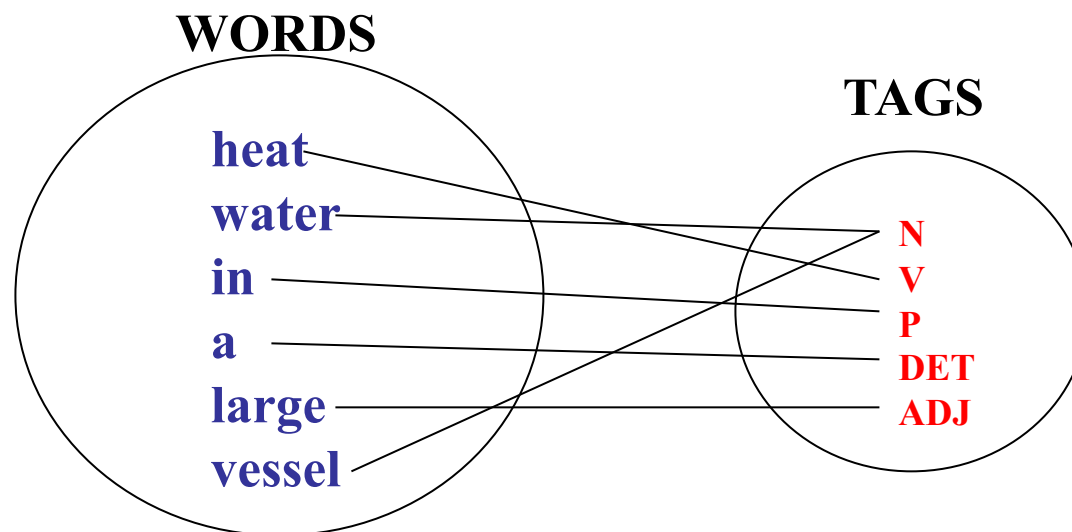 WORDS
heat
water
in
a
large
vessel
TAGS
N
V
P
DET
ADJ